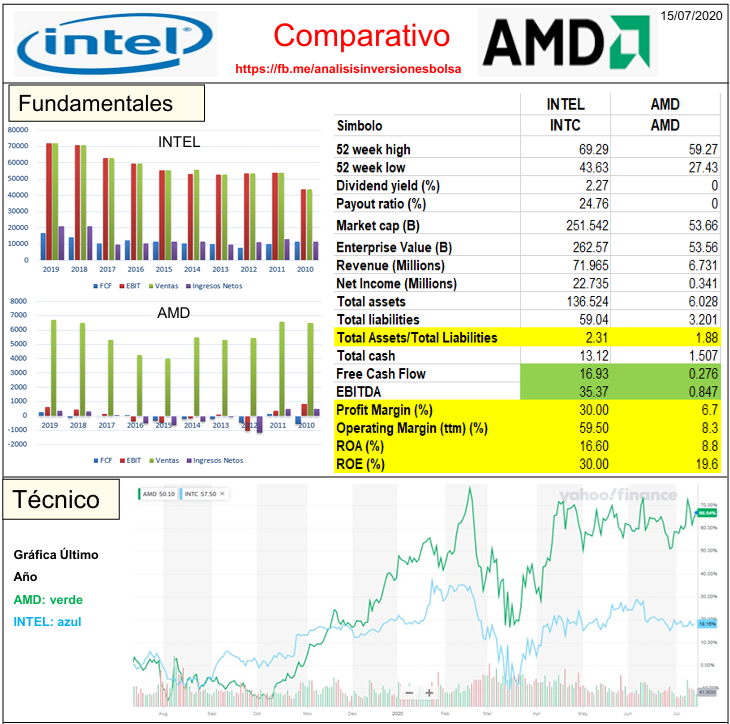 intel®
Comparativo
AMD
15/07/2020
https://fb.me/analisisinversionesbolsa
Fundamentales
INTEL
80000
70000
60000
50000
40000
30000
20000
10000
0
2019 2018 2017 2016 2015 2014 2013 2012 2011 2010
FCF EBIT Ventas Ingresos Netos
AMD
8000
7000
6000
5000
4000
3000
2000
1000
0
-1000
-2000
2019 2018 2017 2016 2015 2014 2013 2012 2011 2010
FCF EBIT Ventas Ingresos Netos
INTEL AMD
Simbolo INTC AMD
52 week high 69.29 59.27
52 week low 43.63 27.43
Dividend yield (%) 2.27 0
Payout ratio (%) 24.76 0
Market cap (B) 251.542 53.66
Enterprise Value (B) 262.57 53.56
Revenue (Millions) 71.965 6.731
Net Income (Millions) 22.735 0.341
Total assets 136.524 6.028
Total liabilities 59.04 3.201
Total Assets/Total Liabilities 2.31 1.88
Total cash 13.12 1.507
Free Cash Flow 16.93 0.276
EBITDA 35.37 0.847
Profit Margin (%) 30.00 6.7
Operating Margin (ttm) (%) 59.50 8.3
ROA (%) 16.60 8.8
ROE (%) 30.00 19.6
Técnico
Gráfica Último
Año
AMD: verde
INTEL: azul
AMD 50.10 INTC 57.50 ×
yahoo!finance
70.00%
60.00%
50.00%
40.00%
30.00%
20.00%
10.00%
0.00%
Aug Sep Oct Nov Dec 2020 Feb Mar Apr May Jun Jul